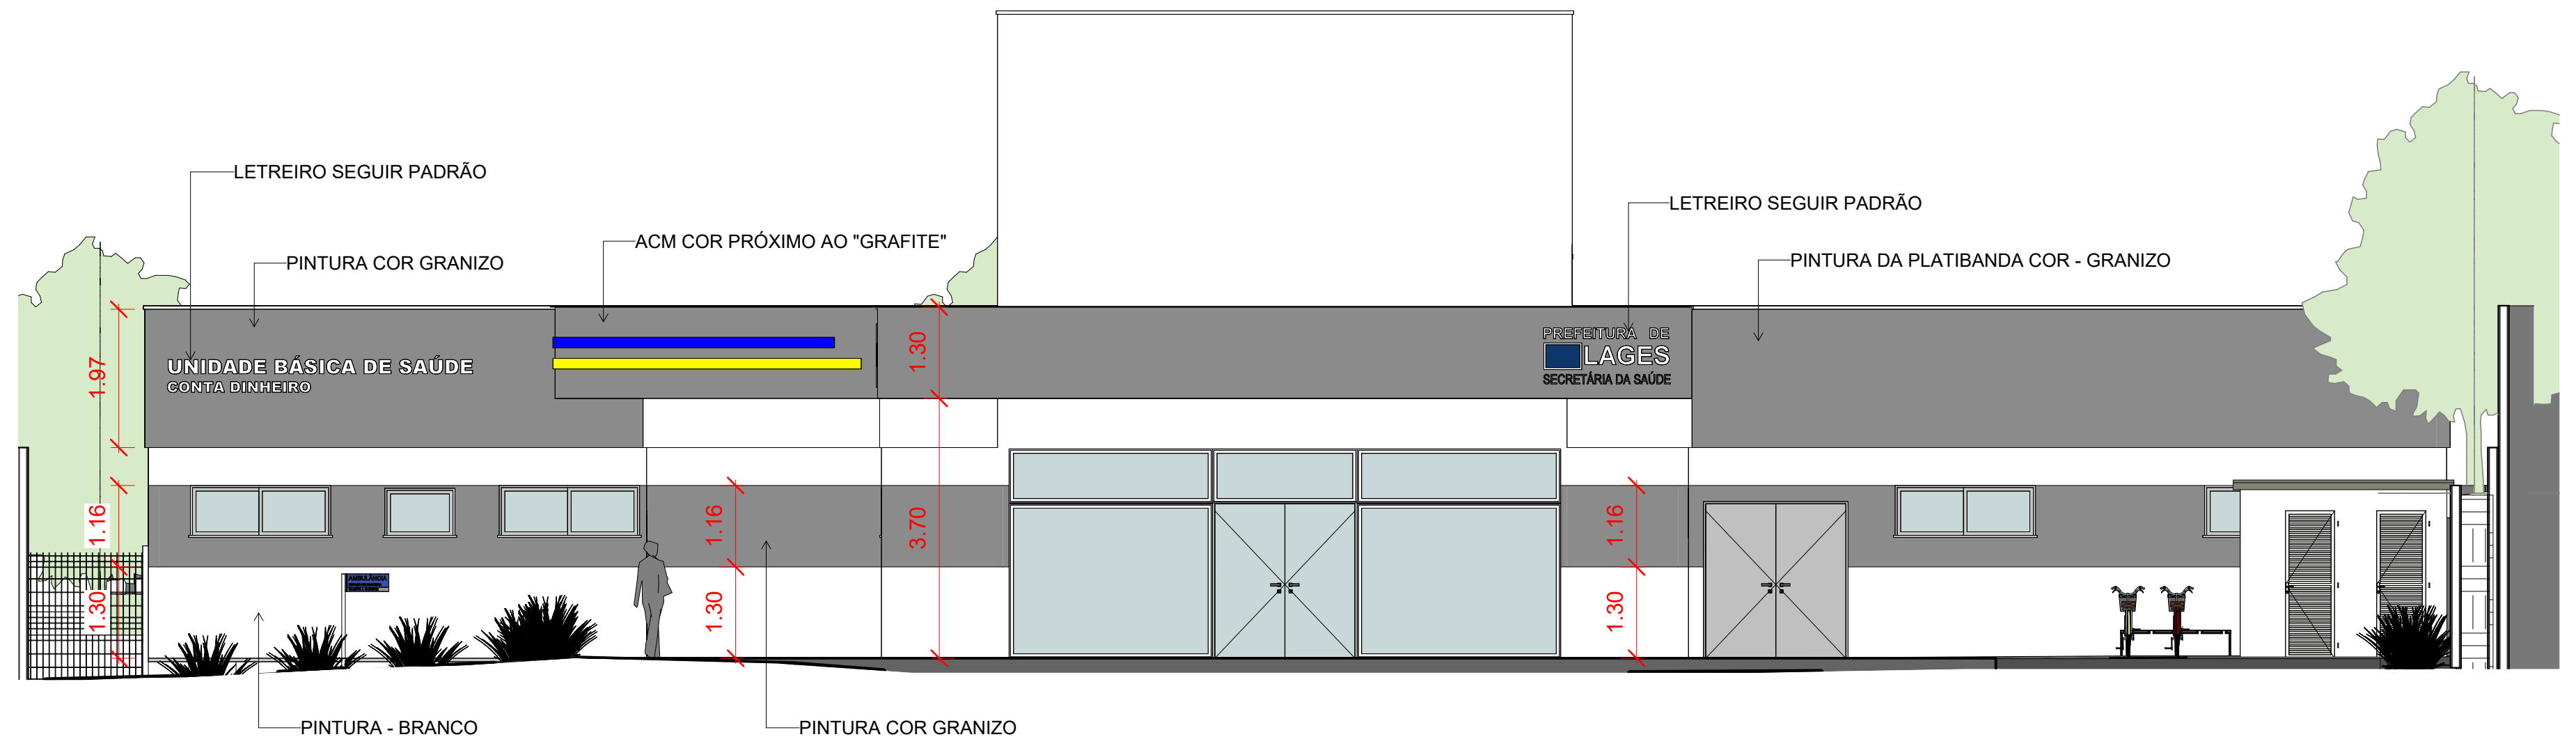 LETREIRO SEGUIR PADRÃO
LETREIRO SEGUIR PADRÃO
ACM COR PRÓXIMO AO "GRAFITE"
PINTURA COR GRANIZO
PINTURA DA PLATIBANDA COR - GRANIZO
UNIDADE BÁSICA DE SAÚDE
CONTA DINHEIRO
PREFEITURA DE
LAGES
SECRETÁRIA DA SAÚDE
1.97
1.30
1.16
1.16
3.70
1.16
1.30
1.30
1.30
AMBULÂNCIA
PINTURA - BRANCO
PINTURA COR GRANIZO